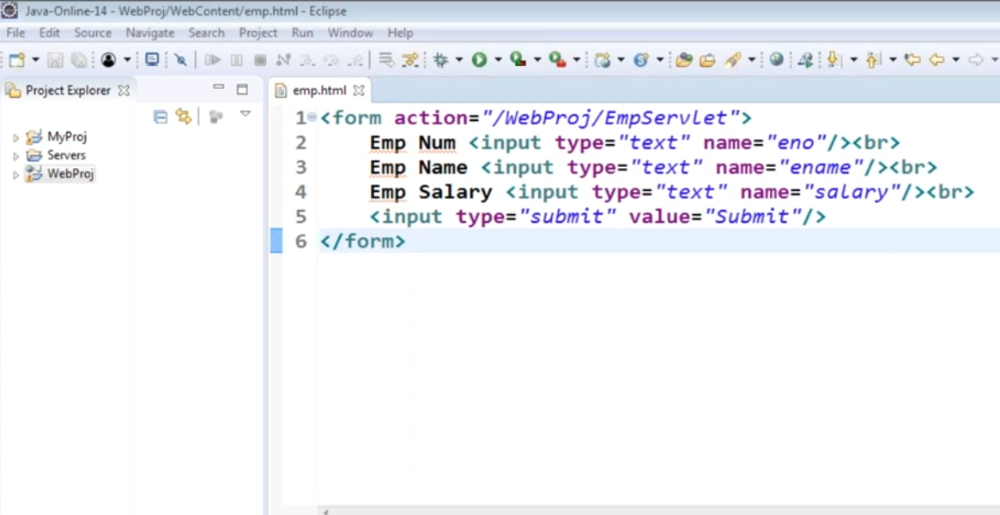 Java-Online-14 - WebProj/WebContent/emp.html - Eclipse
File Edit Source Navigate Search Project Run Window Help
Project Explorer
MyProj
Servers
WebProj
emp.html
1 <form action="/WebProj/EmpServlet">
2 Emp Num <input type="text" name="eno"/><br>
3 Emp Name <input type="text" name="ename"/><br>
4 Emp Salary <input type="text" name="salary"/><br>
5 <input type="submit" value="Submit"/>
6 </form>